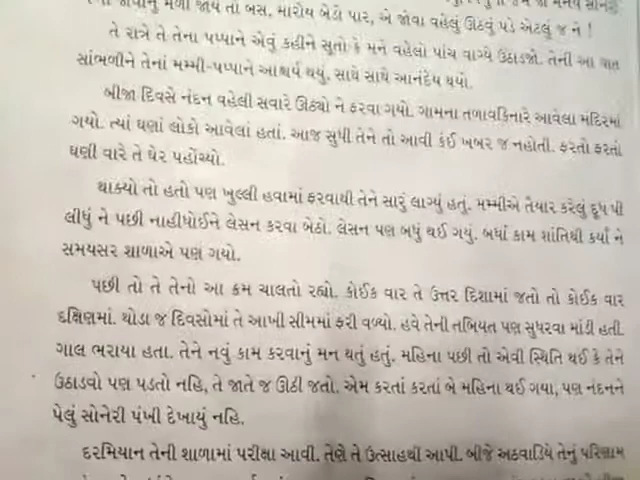 મળી જાય તો બસ, મારોય બેડો પાર, એ જોવા વહેલું ઊઠવું પડે એટલું જ ને !
તે રાત્રે તે તેના પપ્પાને એવું કહીને સુતો કે મને વહેલો પાંચ વાગ્યે ઉઠાડજો. તેની આ વાત
સાંભળીને તેનાં મમ્મી-પપ્પાને આશ્ચર્ય થયું. સાથે સાથે આનંદેય થયો.
બીજા દિવસે નંદન વહેલી સવારે ઊઠ્યો ને ફરવા ગયો. ગામના તળાવકિનારે આવેલા મંદિરમાં
ગયો. ત્યાં ઘણાં લોકો આવેલાં હતાં. આજ સુધી તેને તો આવી કંઈ ખબર જ નહોતી. ફરતો ફરતો
ઘણી વારે તે ઘેર પહોંચ્યો.
થાક્યો તો હતો પણ ખુલ્લી હવામાં ફરવાથી તેને સારું લાગ્યું હતું. મમ્મીએ તૈયાર કરેલું દૂધ પી
લીધું ને પછી નાહીધોઈને લેસન કરવા બેઠો. લેસન પણ બધું થઈ ગયું. બધાં કામ શાંતિથી કર્યાં ને
સમયસર શાળાએ પણ ગયો.
પછી તો તે તેનો આ ક્રમ ચાલતો રહ્યો. કોઈક વાર તે ઉત્તર દિશામાં જતો તો કોઈક વાર
દક્ષિણમાં. થોડા જ દિવસોમાં તે આખી સીમમાં ફરી વળ્યો. હવે તેની તબિયત પણ સુધરવા માંડી હતી.
ગાલ ભરાયા હતા. તેને નવું કામ કરવાનું મન થતું હતું. મહિના પછી તો એવી સ્થિતિ થઈ કે તેને
ઉઠાડવો પણ પડતો નહિ, તે જાતે જ ઊઠી જતો. એમ કરતાં કરતાં બે મહિના થઈ ગયા, પણ નંદનને
પેલું સોનેરી પંખી દેખાયું નહિ.
દરમિયાન તેની શાળામાં પરીક્ષા આવી. તેણે તે ઉત્સાહથી આપી. બીજે અઠવાડિયે તેનું પરિણામ